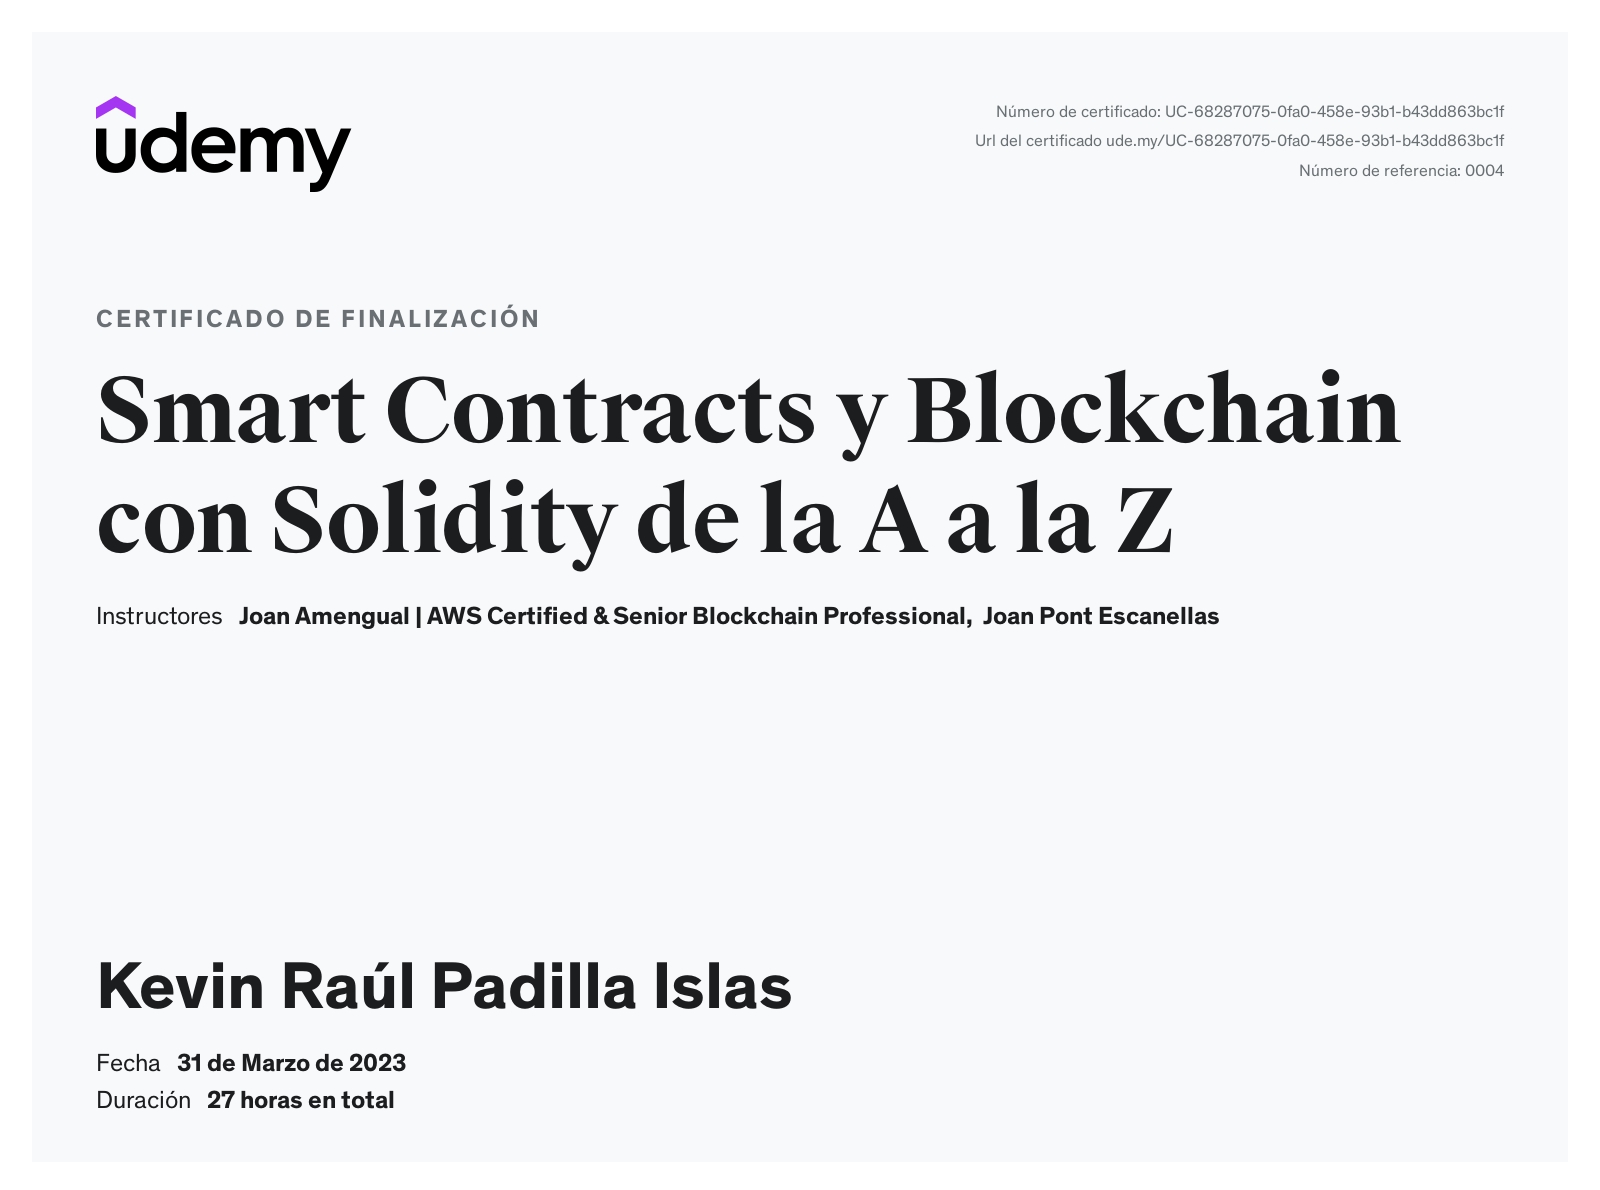 udemy
Número de certificado: UC-68287075-0fa0-458e-93b1-b43dd863bc1f
Url del certificado ude.my/UC-68287075-0fa0-458e-93b1-b43dd863bc1f
Número de referencia: 0004
CERTIFICADO DE FINALIZACIÓN
Smart Contracts y Blockchain
con Solidity de la A a la Z
Instructores Joan Amengual | AWS Certified & Senior Blockchain Professional, Joan Pont Escanellas
Kevin Raúl Padilla Islas
Fecha 31 de Marzo de 2023
Duración 27 horas en total